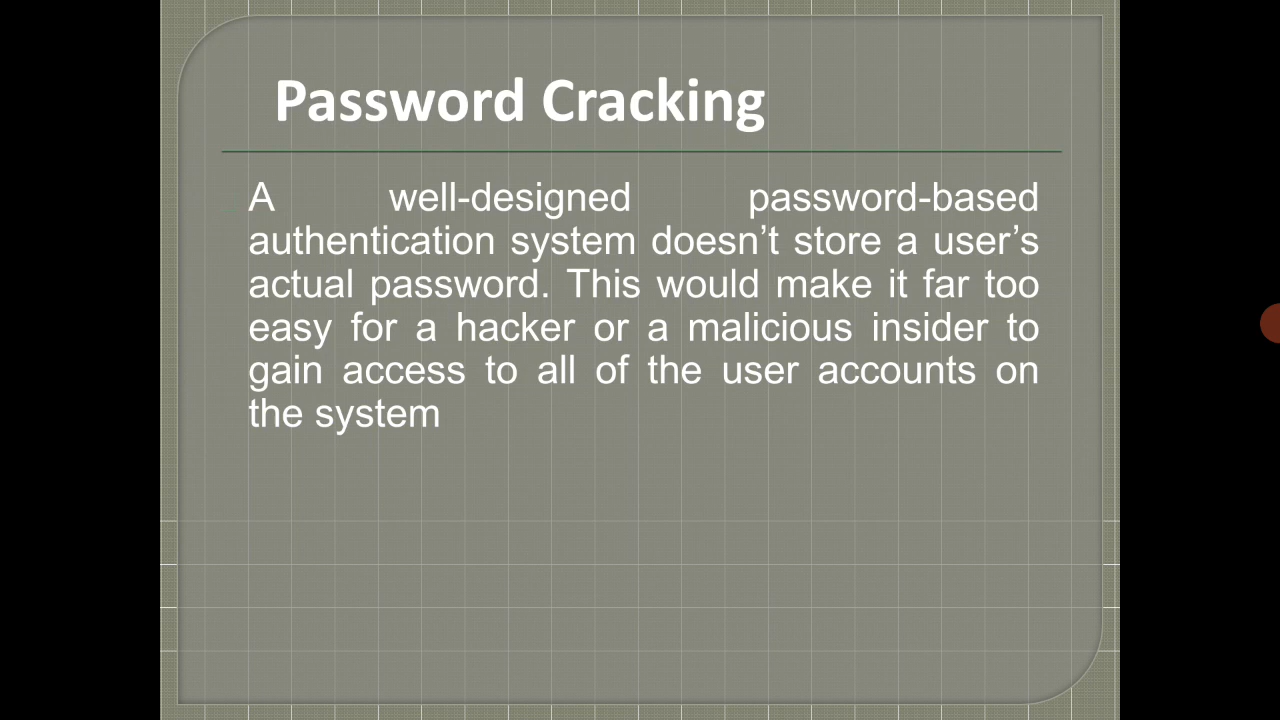 Password Cracking
A well-designed password-based
authentication system doesn’t store a user’s
actual password. This would make it far too
easy for a hacker or a malicious insider to
gain access to all of the user accounts on
the system